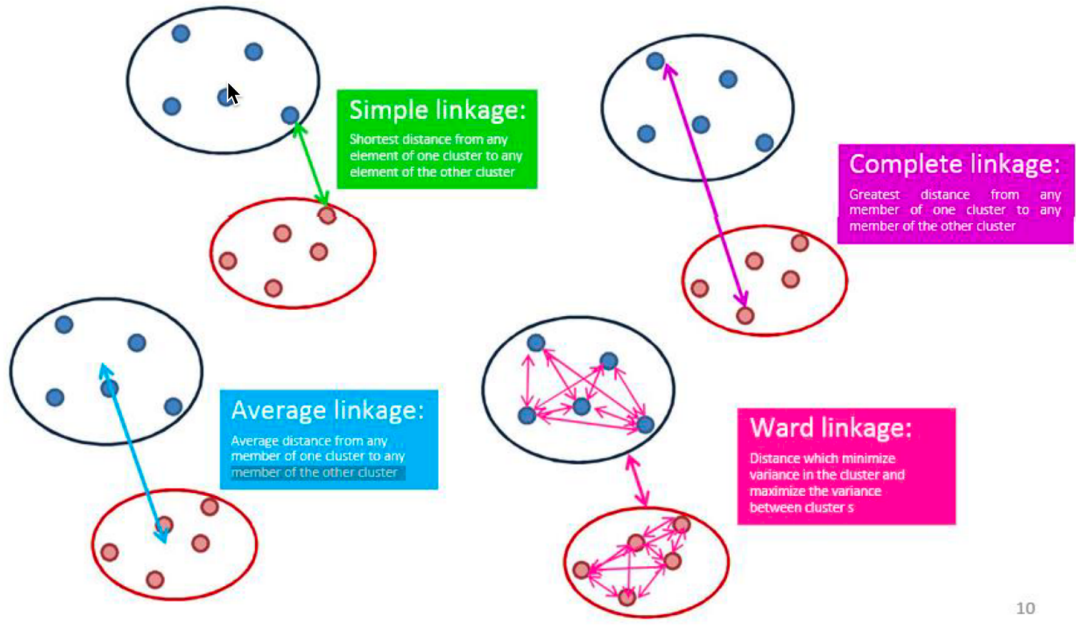 Simple linkage:
Shortest distance from any
element of one cluster to any
element of the other cluster
Complete linkage:
Greatest distance from any
member of one cluster to any
member of the other cluster
Average linkage:
Average distance from any
member of one cluster to any
member of the other cluster
Ward linkage:
Distance which minimize
variance in the cluster and
maximize the variance
between cluster s
10